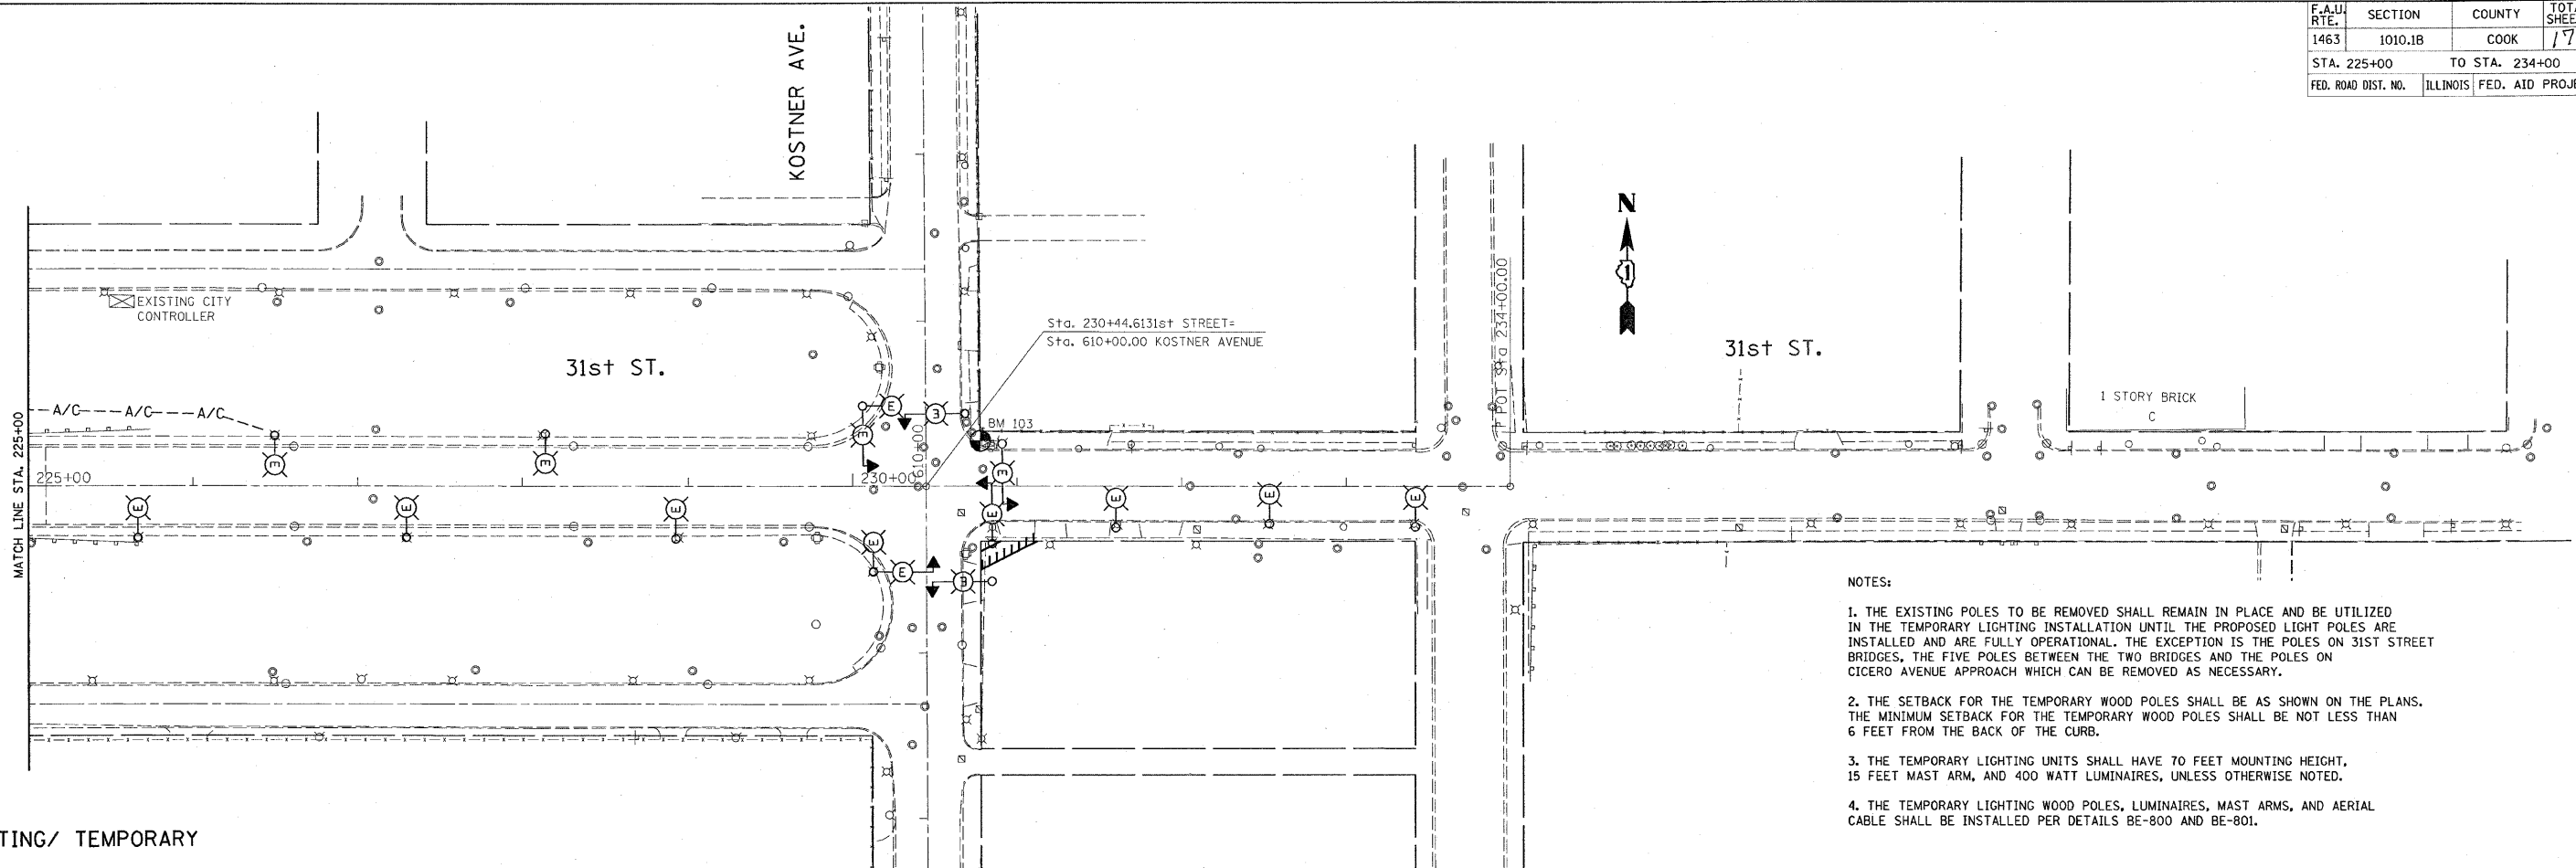 F.A.U. RTE. SECTION COUNTY
1463 1010.1B COOK 17
STA. 225+00 TO STA. 234+00
FED. ROAD DIST. NO. ILLINOIS FED. AID
KOSTNER AVE.
N
1
EXISTING CITY
CONTROLLER
Sta. 230+44.6131st STREET=
Sta. 610+00.00 KOSTNER AVENUE
POT Sta 234+00.00
31st ST.
31st ST.
1 STORY BRICK
C
MATCH LINE STA. 225+00
A/C A/C A/C
E E E
BM 103
610+00
E E E
225+00
230+00
E E E E E E E
E E E
NOTES:
1. THE EXISTING POLES TO BE REMOVED SHALL REMAIN IN PLACE AND BE UTILIZED
IN THE TEMPORARY LIGHTING INSTALLATION UNTIL THE PROPOSED LIGHT POLES ARE
INSTALLED AND ARE FULLY OPERATIONAL. THE EXCEPTION IS THE POLES ON 31ST STREET
BRIDGES, THE FIVE POLES BETWEEN THE TWO BRIDGES AND THE POLES ON
CICERO AVENUE APPROACH WHICH CAN BE REMOVED AS NECESSARY.
2. THE SETBACK FOR THE TEMPORARY WOOD POLES SHALL BE AS SHOWN ON THE PLANS.
THE MINIMUM SETBACK FOR THE TEMPORARY WOOD POLES SHALL BE NOT LESS THAN
6 FEET FROM THE BACK OF THE CURB.
3. THE TEMPORARY LIGHTING UNITS SHALL HAVE 70 FEET MOUNTING HEIGHT,
15 FEET MAST ARM, AND 400 WATT LUMINAIRES, UNLESS OTHERWISE NOTED.
4. THE TEMPORARY LIGHTING WOOD POLES, LUMINAIRES, MAST ARMS, AND AERIAL
CABLE SHALL BE INSTALLED PER DETAILS BE-800 AND BE-801.
TING/ TEMPORARY